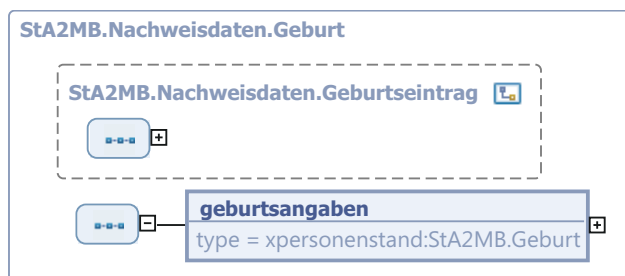 StA2MB.Nachweisdaten.Geburt
StA2MB.Nachweisdaten.Geburtseintrag
geburtsangaben
type = xpersonenstand:StA2MB.Geburt